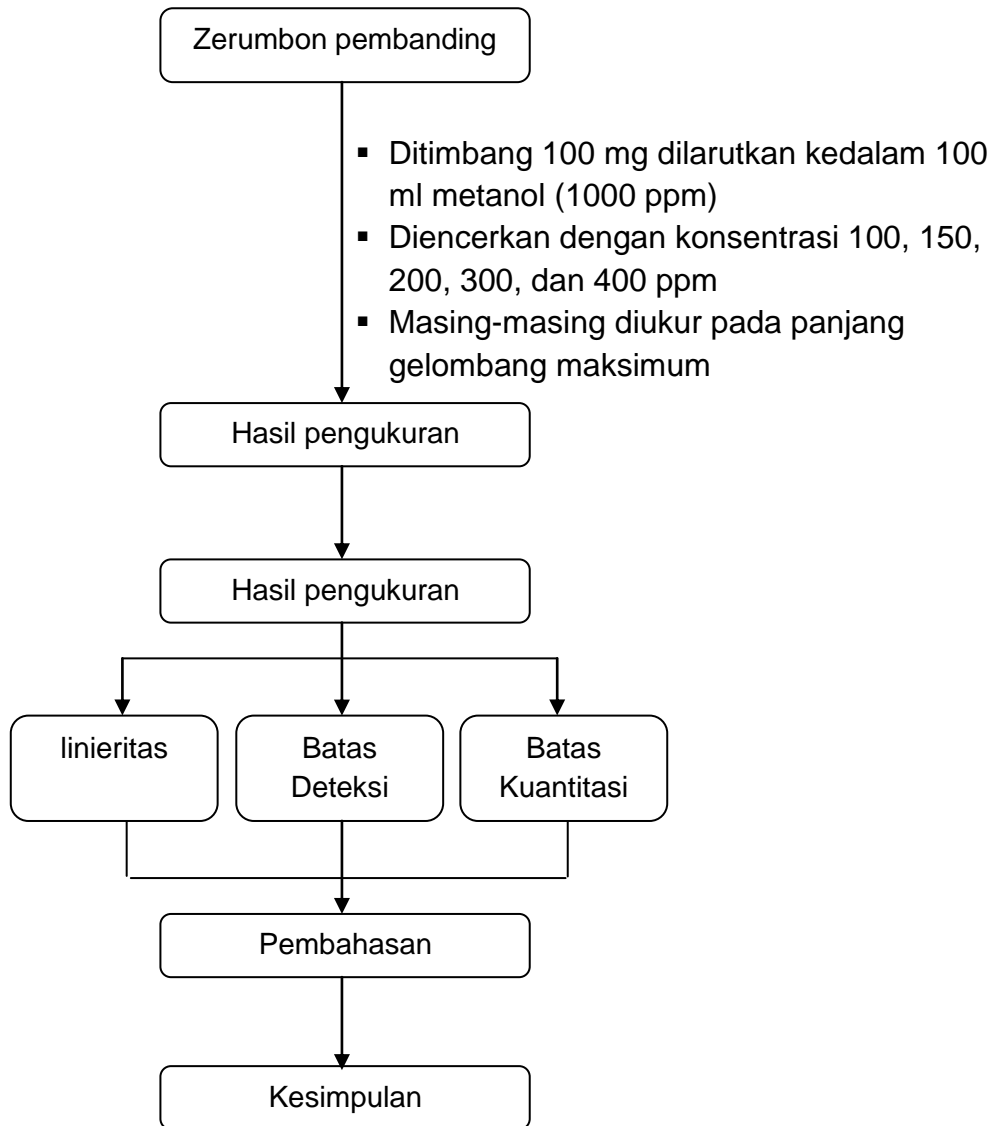 Zerumbon pembanding
▪ Ditimbang 100 mg dilarutkan kedalam 100
ml metanol (1000 ppm)
▪ Diencerkan dengan konsentrasi 100, 150,
200, 300, dan 400 ppm
▪ Masing-masing diukur pada panjang
gelombang maksimum
Hasil pengukuran
Hasil pengukuran
linieritas
Batas
Deteksi
Batas
Kuantitasi
Pembahasan
Kesimpulan